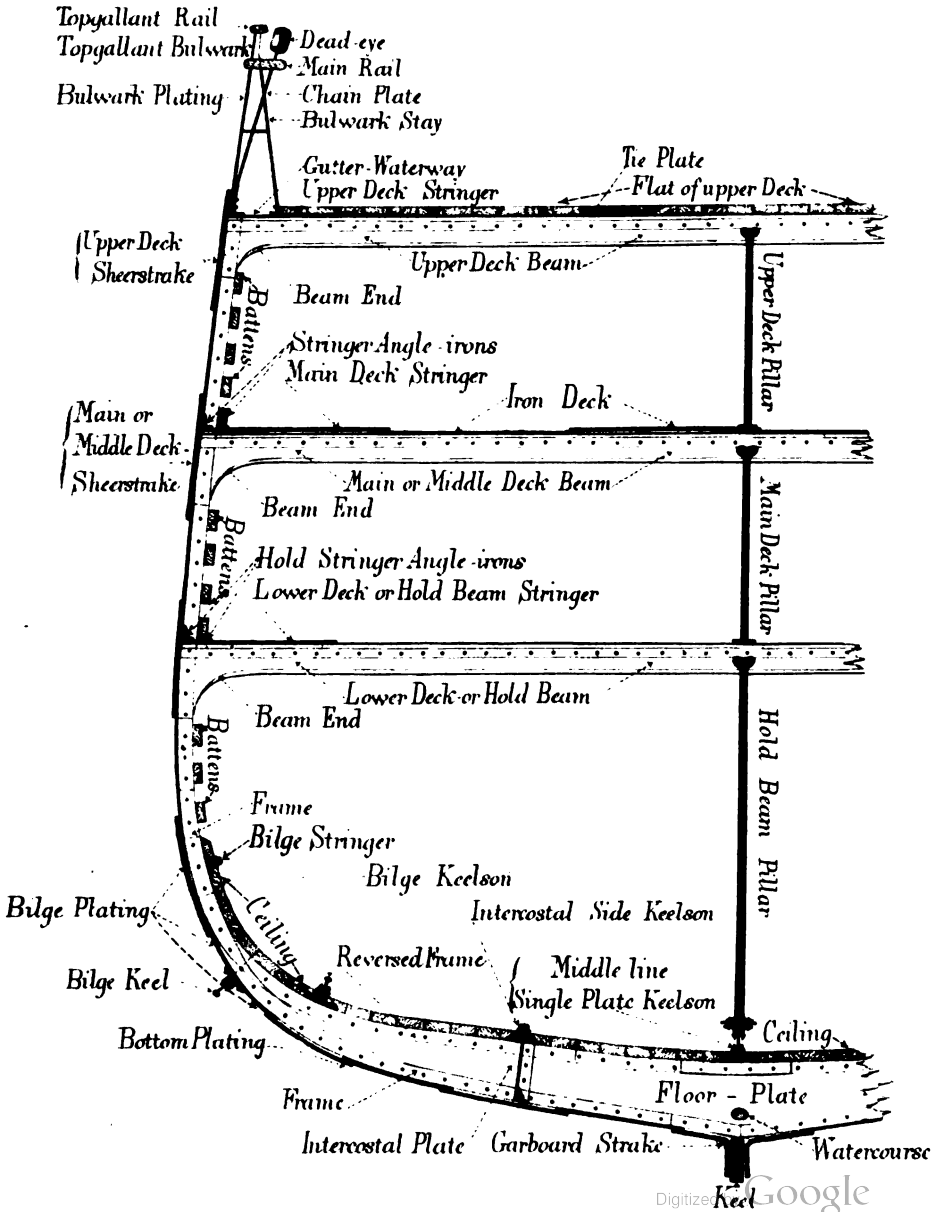 Topgallant Rail
Topgallant Bulwark
Dead-eye
Main Rail
Bulwark Plating
Chain Plate
Bulwark Stay
Gutter-Waterway
Upper Deck Stringer
Tie Plate
Flat of upper Deck
Upper Deck
Sheerstrake
Upper Deck Beam
Beam End
Battens
Upper Deck Pillar
Stringer Angle-irons
Main Deck Stringer
Iron Deck
Main or
Middle Deck
Sheerstrake
Main or Middle Deck Beam
Beam End
Battens
Main Deck Pillar
Hold Stringer Angle-irons
Lower Deck or Hold Beam Stringer
Lower Deck or Hold Beam
Beam End
Battens
Hold Beam Pillar
Frame
Bilge Stringer
Bilge Keelson
Bilge Plating
Ceiling
Intercostal Side Keelson
Reversed Frame
Middle line
Single Plate Keelson
Bilge Keel
Ceiling
Bottom Plating
Frame
Floor - Plate
Intercostal Plate
Garboard Strake
Watercourse
Keel
Digitized by Google